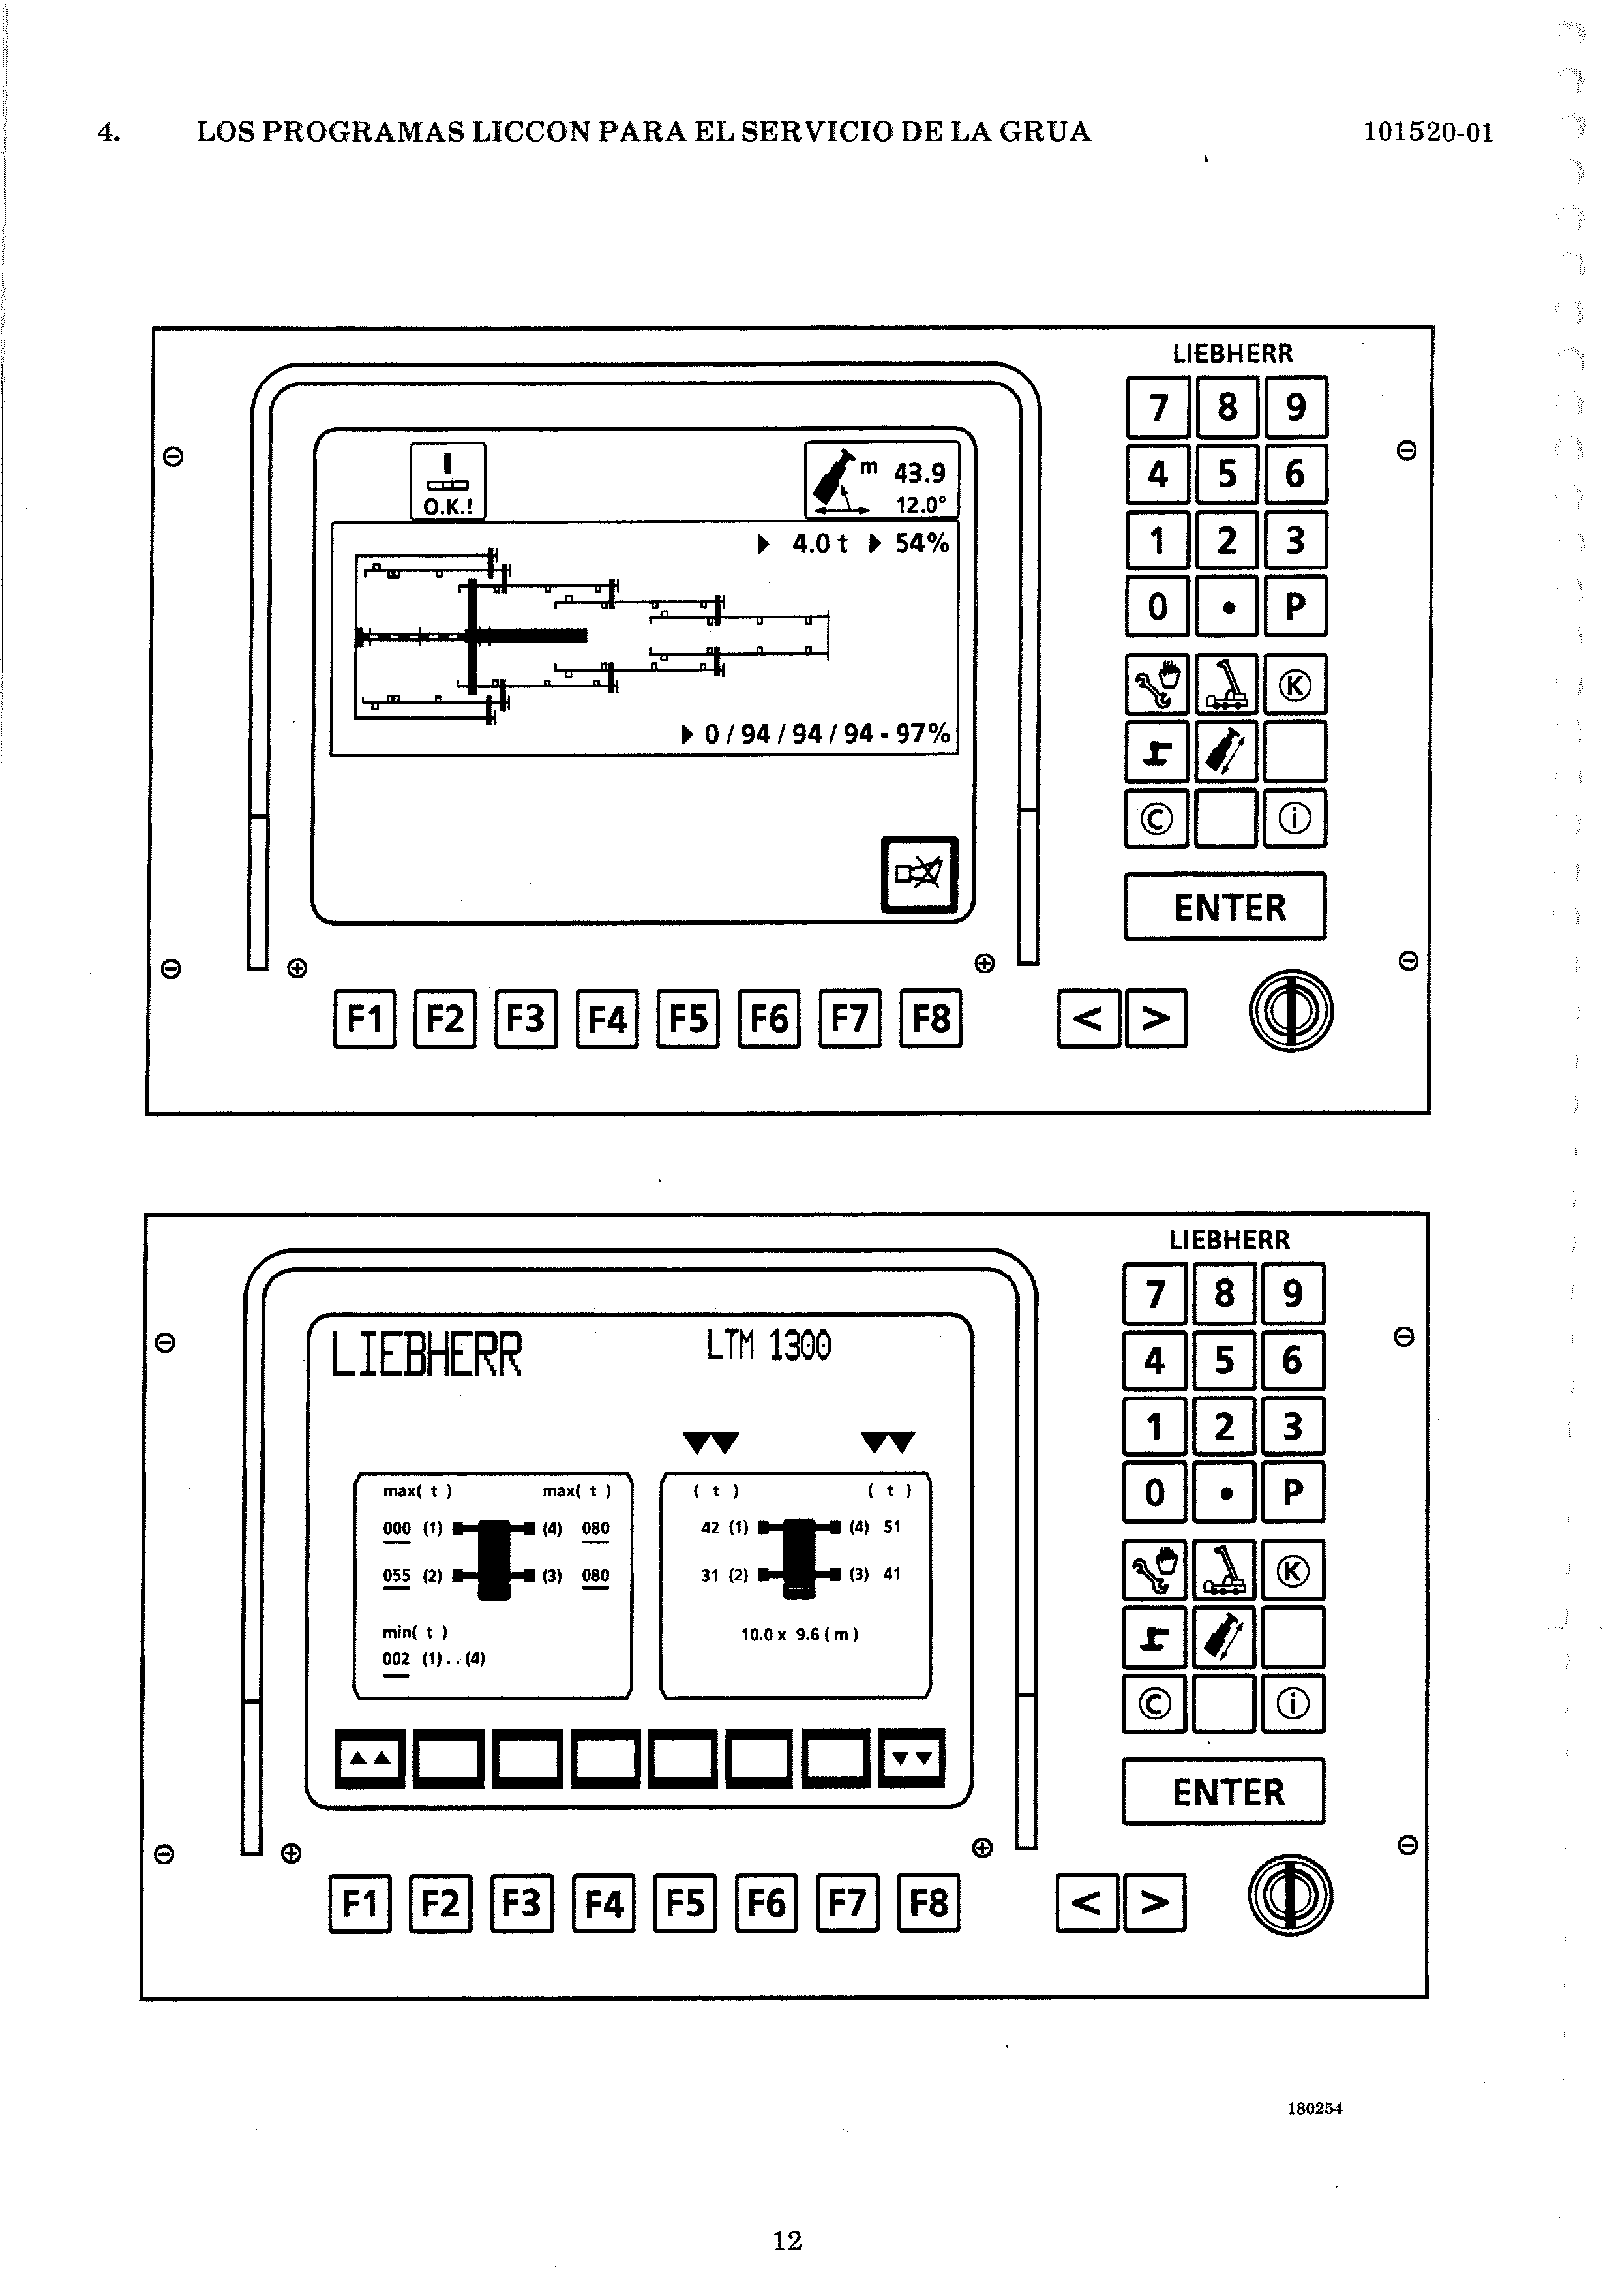 4. LOS PROGRAMAS LICCON PARA EL SERVICIO DE LA GRUA 101520-01
LIEBHERR
7 8 9
4 5 6
1 2 3
0 • P
K
C i
ENTER
O.K.!
m 43.9
12.0°
4.0 t 54%
0 / 94 / 94 / 94 - 97%
F1 F2 F3 F4 F5 F6 F7 F8 < >
LIEBHERR
7 8 9
4 5 6
1 2 3
0 • P
K
C i
ENTER
LIEBHERR LTM 1300
max( t ) max( t )
000 (1) (4) 080
055 (2) (3) 080
min( t )
002 (1) . . (4)
( t ) ( t )
42 (1) (4) 51
31 (2) (3) 41
10.0 x 9.6 ( m )
F1 F2 F3 F4 F5 F6 F7 F8 < >
180254
12